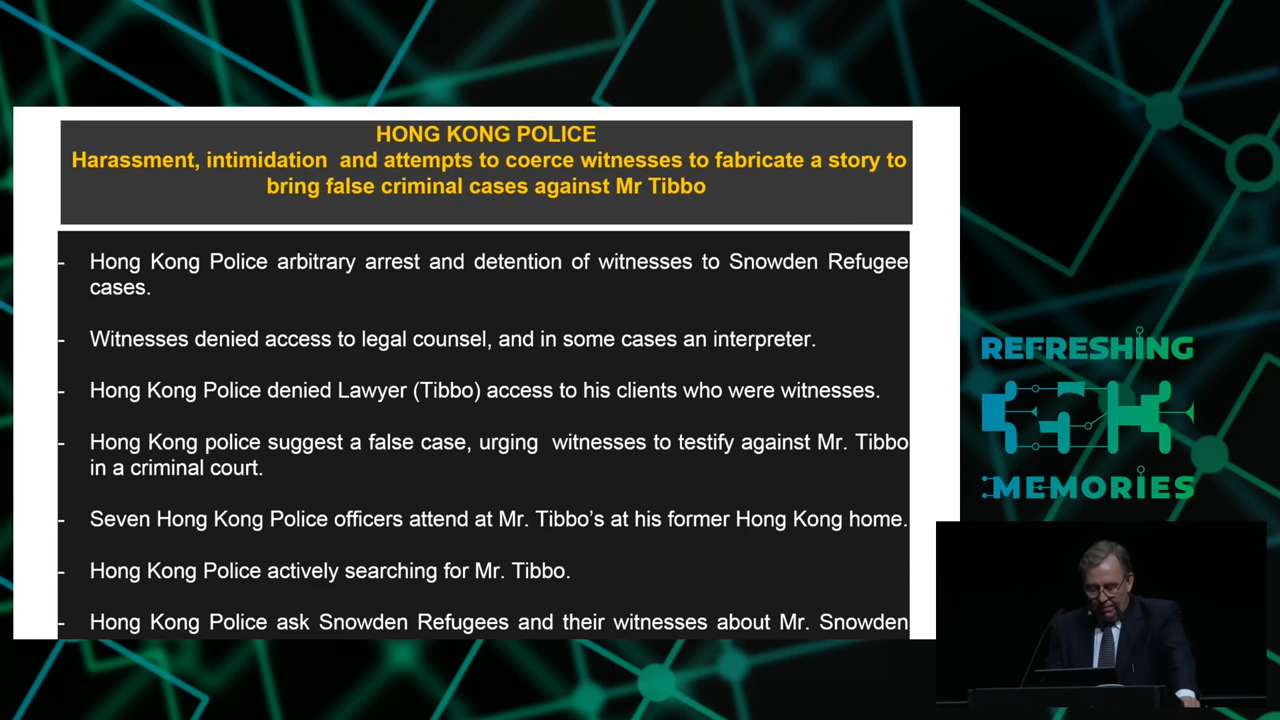 HONG KONG POLICE
Harassment, intimidation and attempts to coerce witnesses to fabricate a story to
bring false criminal cases against Mr Tibbo
- Hong Kong Police arbitrary arrest and detention of witnesses to Snowden Refugee
cases.
- Witnesses denied access to legal counsel, and in some cases an interpreter.
- Hong Kong Police denied Lawyer (Tibbo) access to his clients who were witnesses.
- Hong Kong police suggest a false case, urging witnesses to testify against Mr. Tibbo
in a criminal court.
- Seven Hong Kong Police officers attend at Mr. Tibbo's at his former Hong Kong home.
- Hong Kong Police actively searching for Mr. Tibbo.
- Hong Kong Police ask Snowden Refugees and their witnesses about Mr. Snowden
REFRESHING
MEMORIES